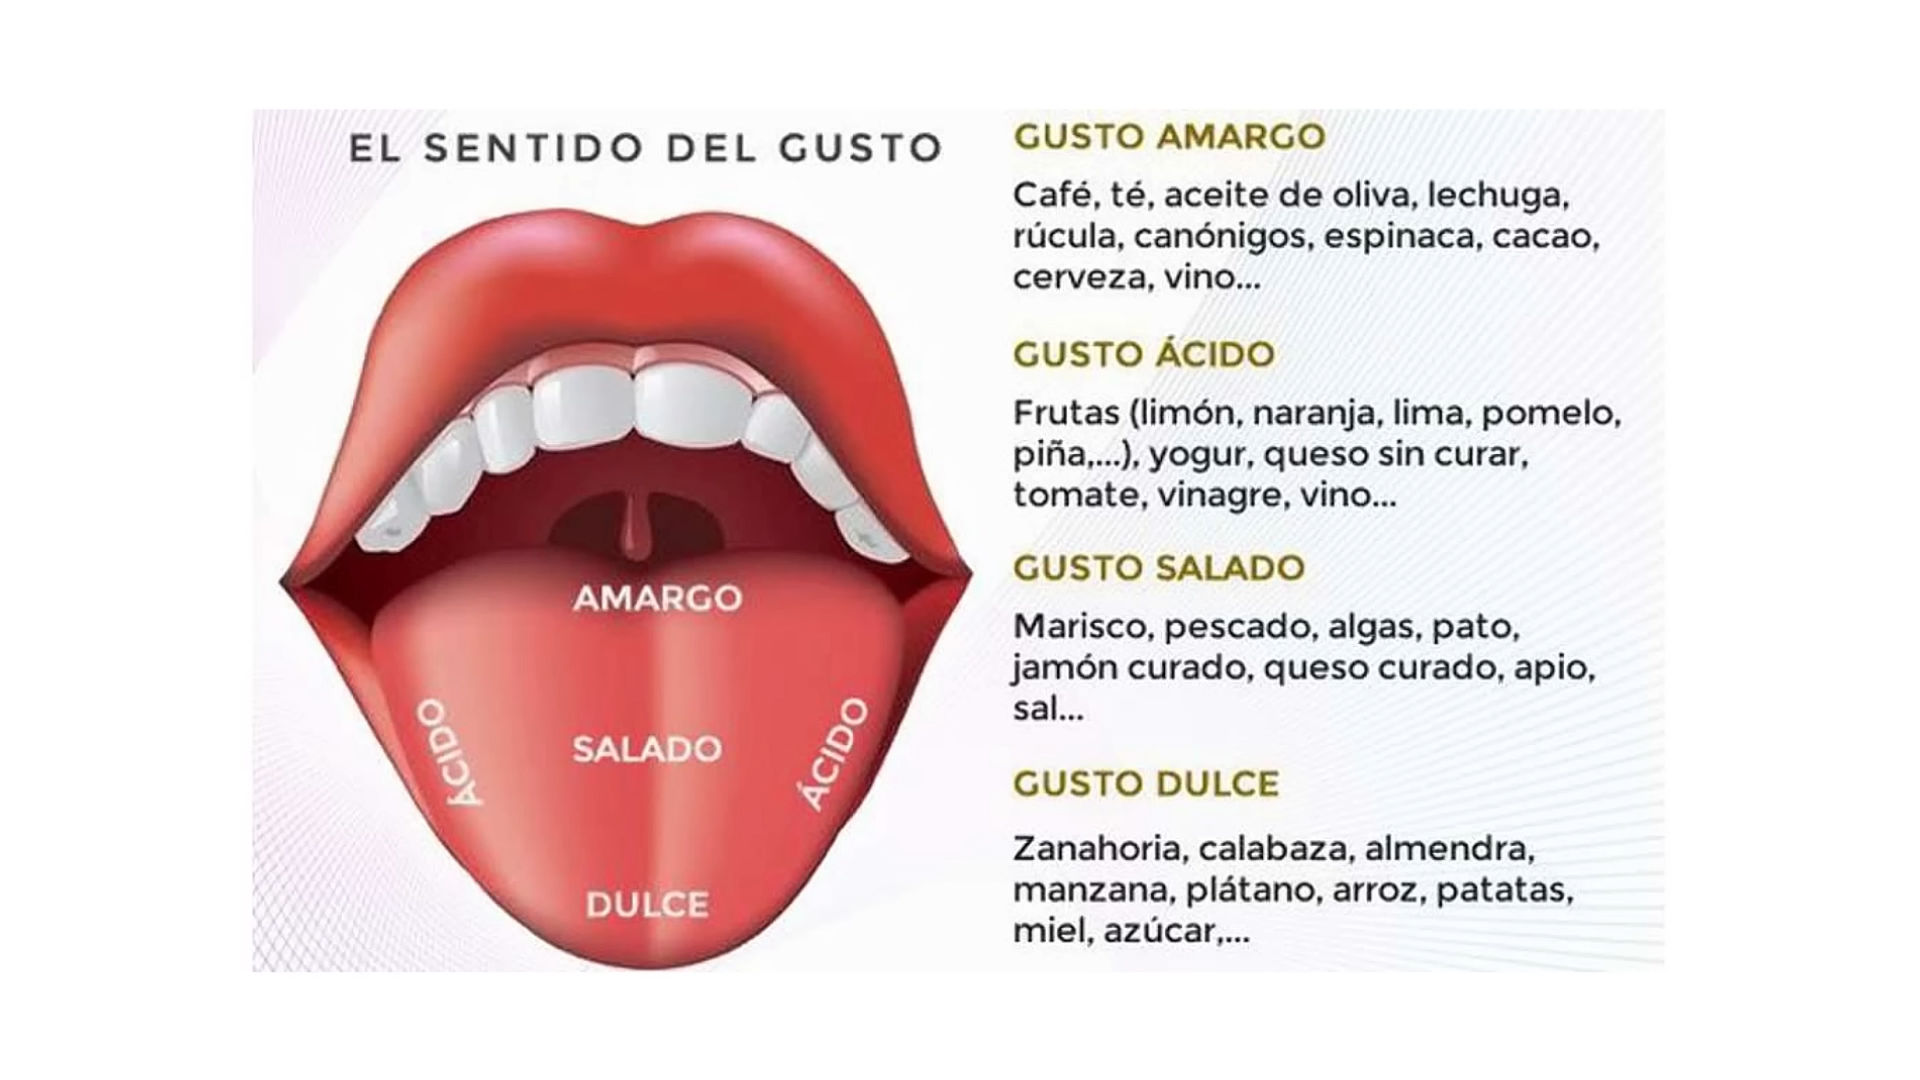 EL SENTIDO DEL GUSTO
AMARGO
ÁCIDO
SALADO
ÁCIDO
DULCE
GUSTO AMARGO
Café, té, aceite de oliva, lechuga,
rúcula, canónigos, espinaca, cacao,
cerveza, vino...
GUSTO ÁCIDO
Frutas (limón, naranja, lima, pomelo,
piña,...), yogur, queso sin curar,
tomate, vinagre, vino...
GUSTO SALADO
Marisco, pescado, algas, pato,
jamón curado, queso curado, apio,
sal...
GUSTO DULCE
Zanahoria, calabaza, almendra,
manzana, plátano, arroz, patatas,
miel, azúcar,...